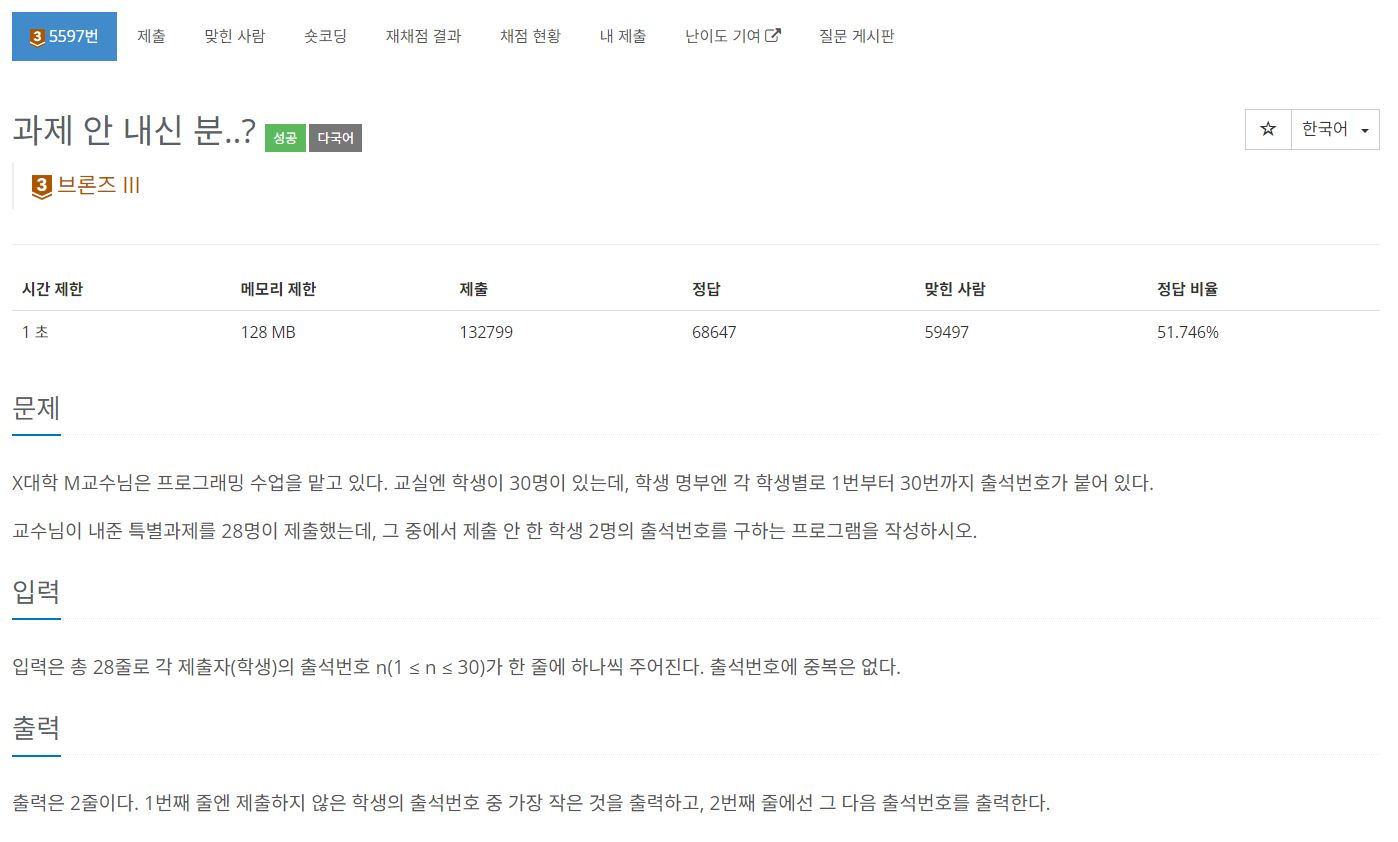 3 5597번 제출 맞힌 사람 숏코딩 재채점 결과 채점 현황 내 제출 난이도 기여 질문 게시판
과제 안 내신 분..? 성공 다국어 한국어
3 브론즈 III
시간 제한 메모리 제한 제출 정답 맞힌 사람 정답 비율
1 초 128 MB 132799 68647 59497 51.746%
문제
X대학 M교수님은 프로그래밍 수업을 맡고 있다. 교실엔 학생이 30명이 있는데, 학생 명부엔 각 학생별로 1번부터 30번까지 출석번호가 붙어 있다.
교수님이 내준 특별과제를 28명이 제출했는데, 그 중에서 제출 안 한 학생 2명의 출석번호를 구하는 프로그램을 작성하시오.
입력
입력은 총 28줄로 각 제출자(학생)의 출석번호 n(1 ≤ n ≤ 30)가 한 줄에 하나씩 주어진다. 출석번호에 중복은 없다.
출력
출력은 2줄이다. 1번째 줄엔 제출하지 않은 학생의 출석번호 중 가장 작은 것을 출력하고, 2번째 줄에선 그 다음 출석번호를 출력한다.